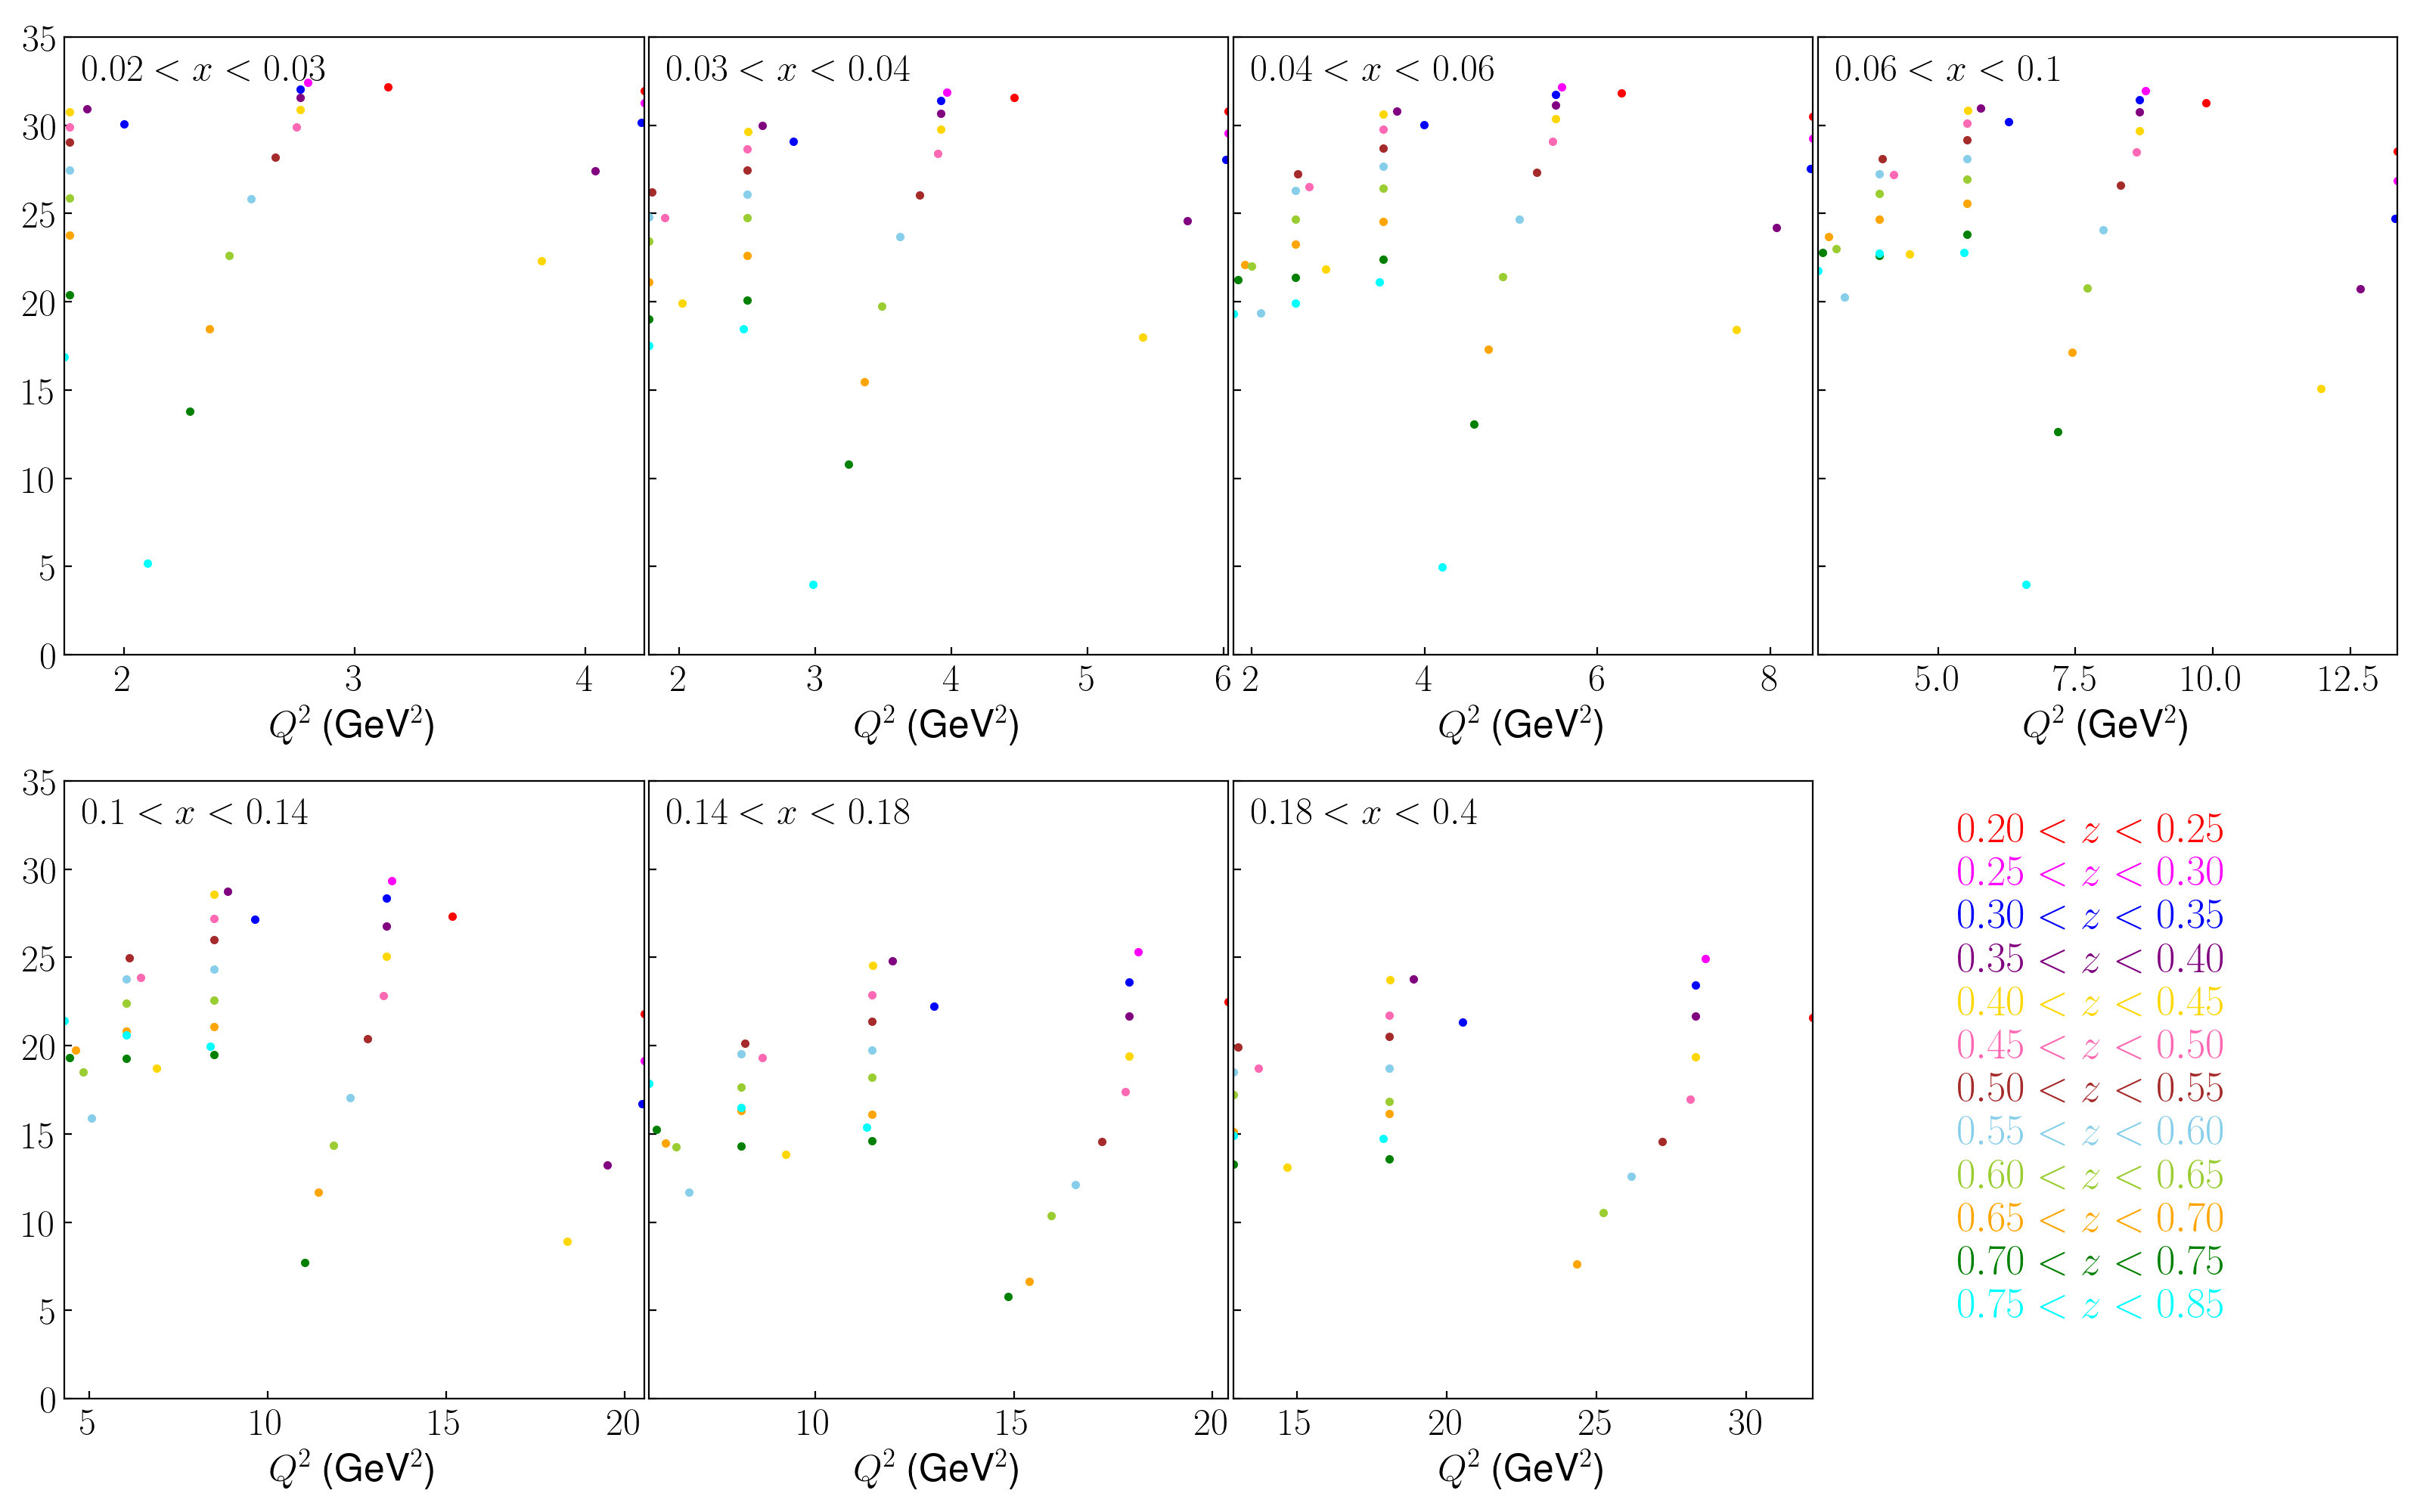 35
30
25
20
15
10
5
0
0.02 < x < 0.03
0.03 < x < 0.04
0.04 < x < 0.06
0.06 < x < 0.1
2 3 4
2 3 4 5 6
2 4 6 8
5.0 7.5 10.0 12.5
Q² (GeV²)
Q² (GeV²)
Q² (GeV²)
Q² (GeV²)
35
30
25
20
15
10
5
0
0.1 < x < 0.14
0.14 < x < 0.18
0.18 < x < 0.4
5 10 15 20
10 15 20
15 20 25 30
Q² (GeV²)
Q² (GeV²)
Q² (GeV²)
0.20 < z < 0.25
0.25 < z < 0.30
0.30 < z < 0.35
0.35 < z < 0.40
0.40 < z < 0.45
0.45 < z < 0.50
0.50 < z < 0.55
0.55 < z < 0.60
0.60 < z < 0.65
0.65 < z < 0.70
0.70 < z < 0.75
0.75 < z < 0.85